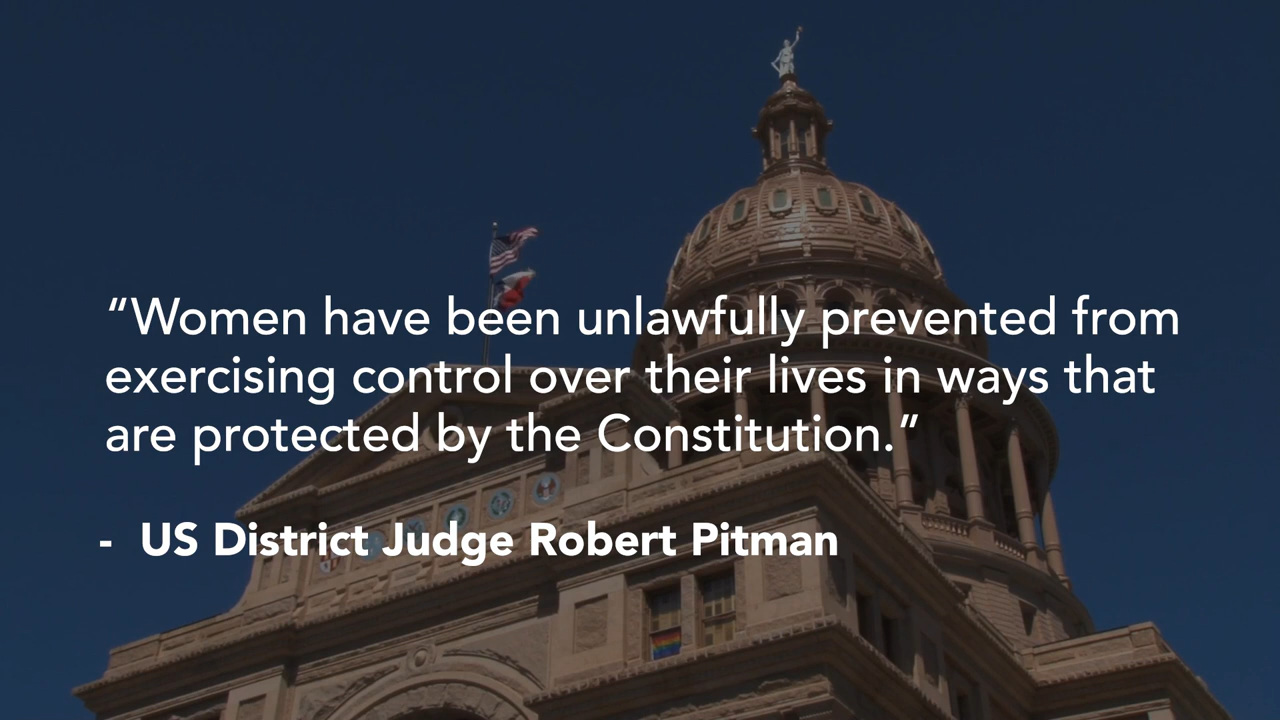 “Women have been unlawfully prevented from
exercising control over their lives in ways that
are protected by the Constitution.”
- US District Judge Robert Pitman